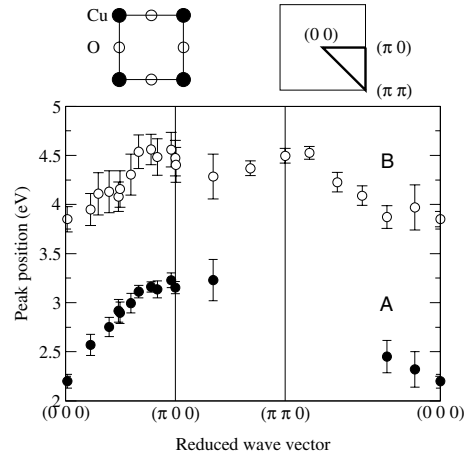 Cu
O
(0 0)
(π 0)
(π π)
5
4.5
4
3.5
3
2.5
2
Peak position (eV)
B
A
(0 0 0)
(π 0 0)
(π π 0)
(0 0 0)
Reduced wave vector